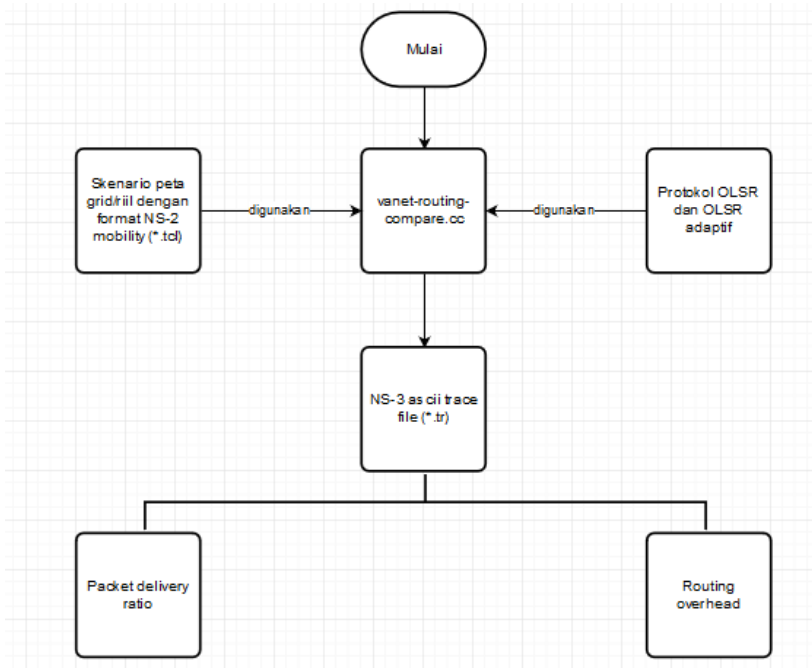 Mulai
Skenario peta
grid/riil dengan
format NS-2
mobility (*.tcl)
digunakan
vanet-routing-
compare.cc
digunakan
Protokol OLSR
dan OLSR
adaptif
NS-3 ascii trace
file (*.tr)
Packet delivery
ratio
Routing
overhead